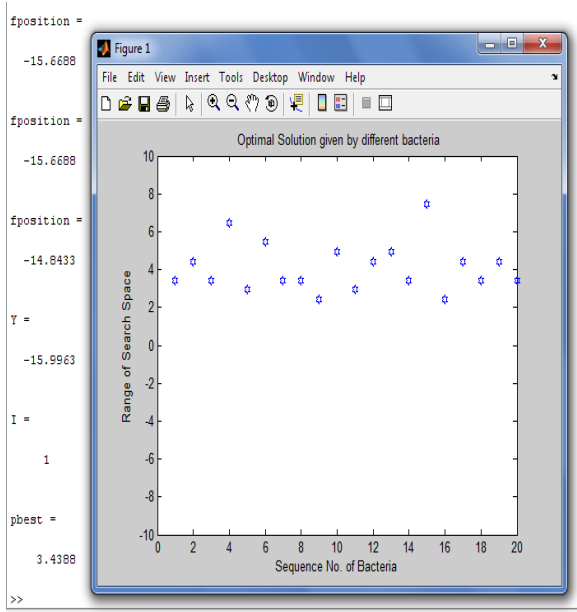 fposition =
-15.6688
fposition =
-15.6688
fposition =
-14.8433
Y =
-15.9963
I =
1
pbest =
3.4388
>>
Figure 1
File Edit View Insert Tools Desktop Window Help
Optimal Solution given by different bacteria
Range of Search Space
10
8
6
4
2
0
-2
-4
-6
-8
-10
0 2 4 6 8 10 12 14 16 18 20
Sequence No. of Bacteria